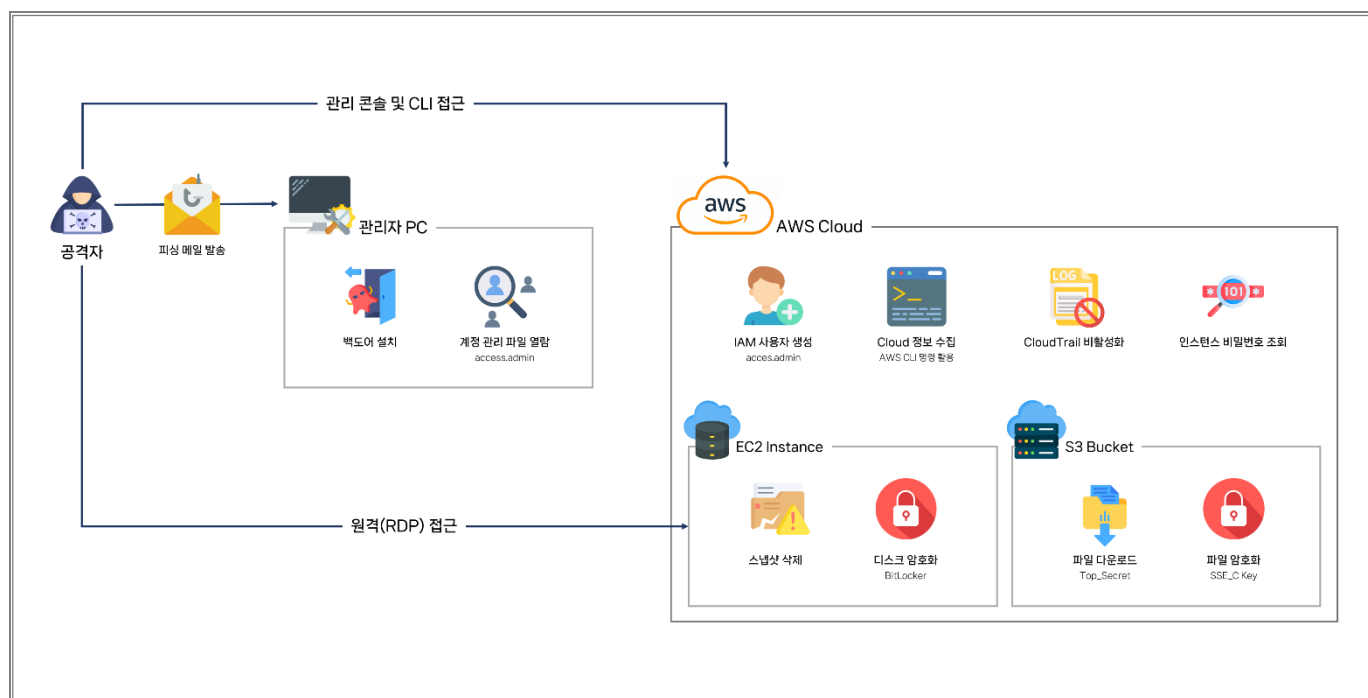 관리 콘솔 및 CLI 접근
aws
공격자
피싱 메일 발송
관리자 PC
AWS Cloud
백도어 설치
계정 관리 파일 열람
access.admin
LOG
101
IAM 사용자 생성
acces.admin
Cloud 정보 수집
AWS CLI 명령 활용
CloudTrail 비활성화
인스턴스 비밀번호 조회
EC2 Instance
S3 Bucket
원격(RDP) 접근
스냅샷 삭제
디스크 암호화
BitLocker
파일 다운로드
Top_Secret
파일 암호화
SSE_C Key